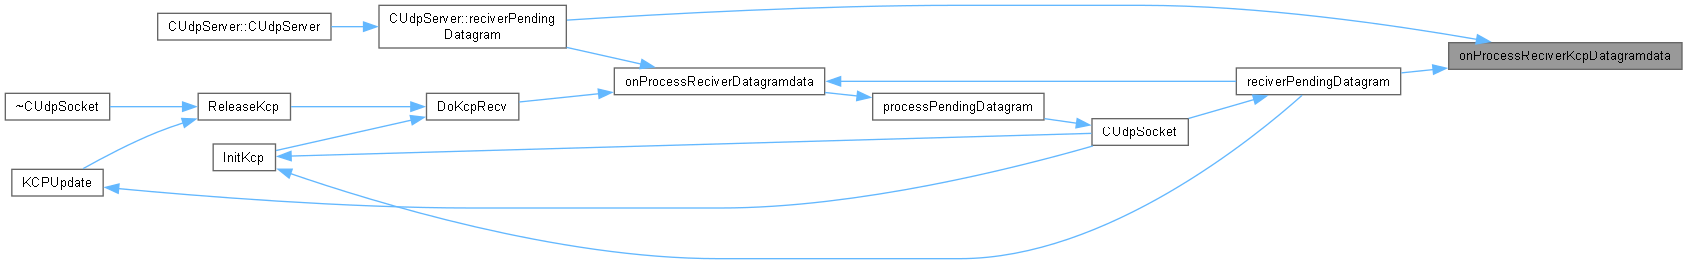 CUdpServer::CUdpServer
CUdpServer::reciverPending
Datagram
onProcessReciverKcpDatagramdata
onProcessReciverDatagramdata
reciverPendingDatagram
~CUdpSocket
ReleaseKcp
DoKcpRecv
processPendingDatagram
CUdpSocket
InitKcp
KCPUpdate